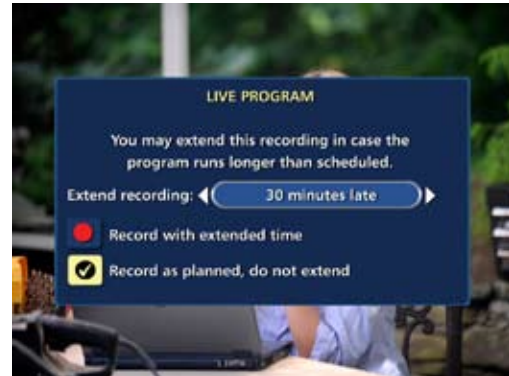 LIVE PROGRAM
You may extend this recording in case the
program runs longer than scheduled.
Extend recording: 30 minutes late
Record with extended time
Record as planned, do not extend